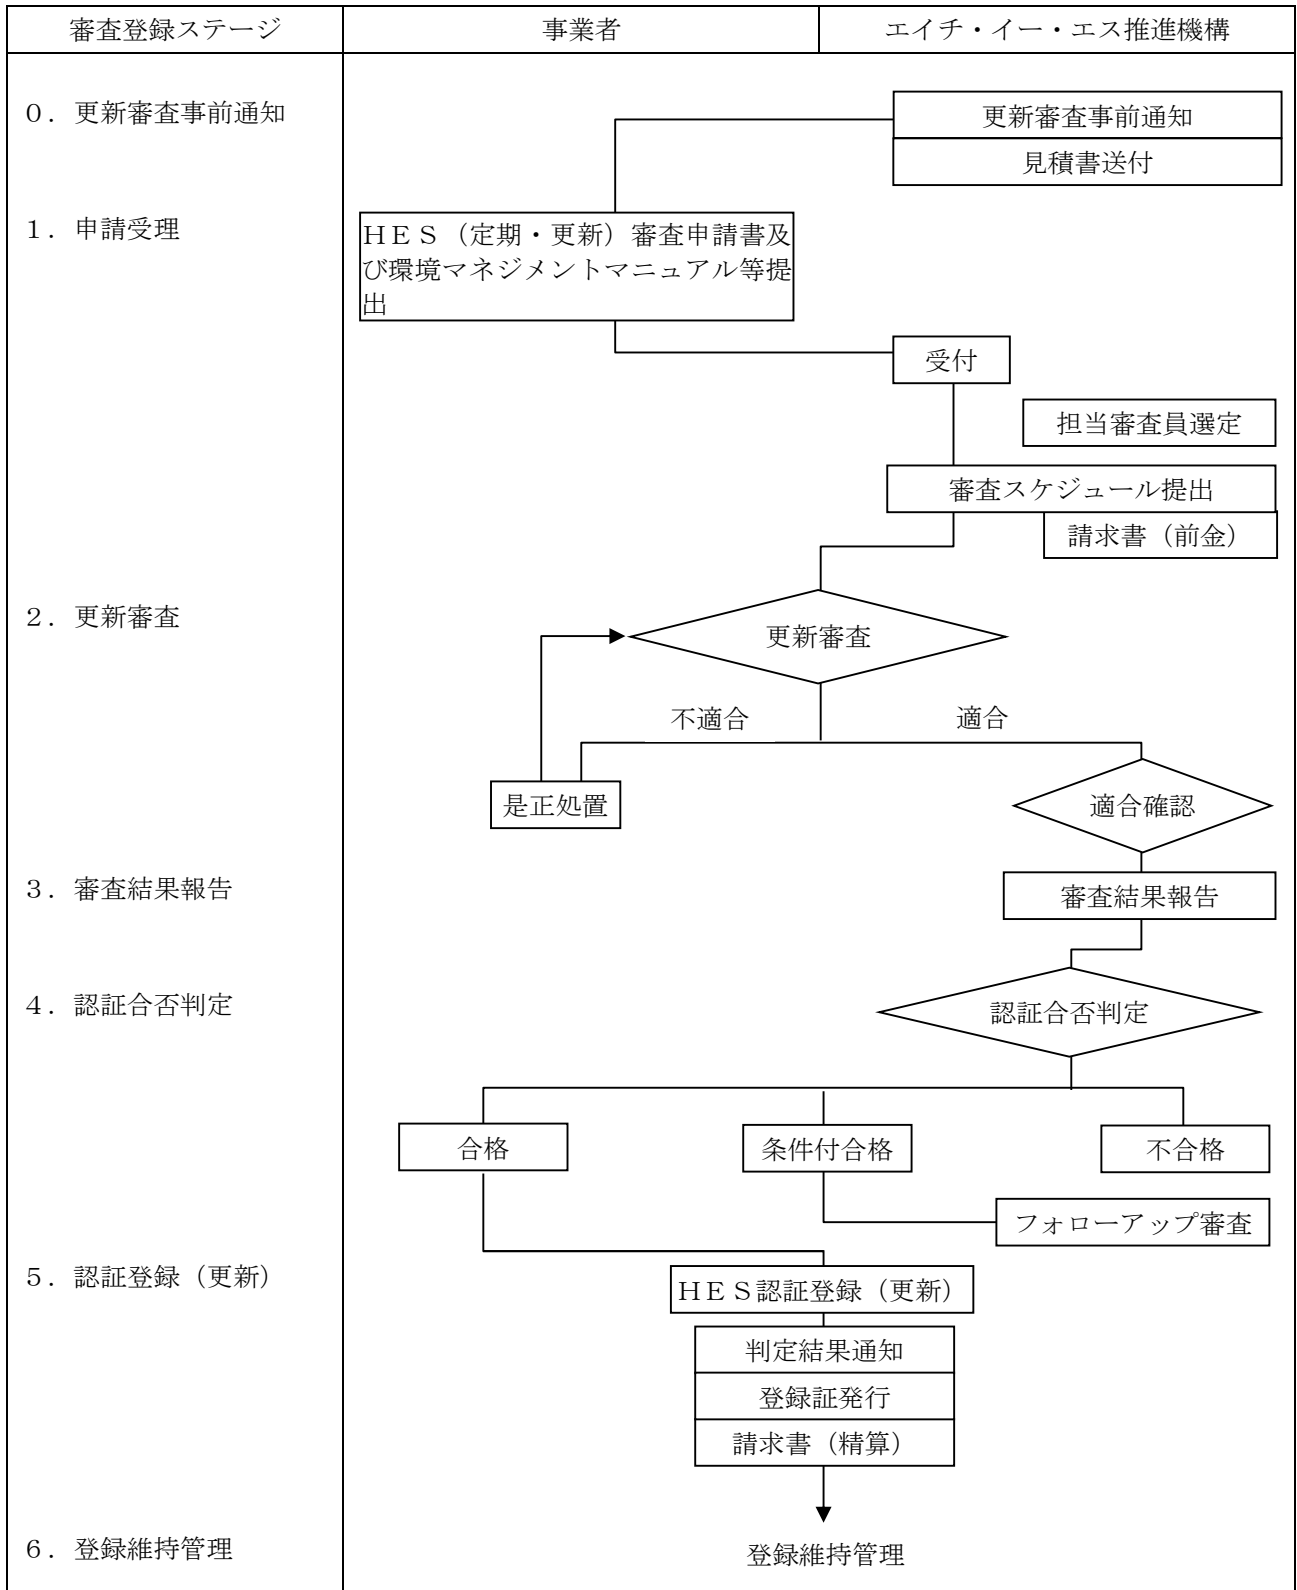 審査登録ステージ
事業者
エイチ・イー・エス推進機構
０．更新審査事前通知
更新審査事前通知
見積書送付
１．申請受理
ＨＥＳ（定期・更新）審査申請書及
び環境マネジメントマニュアル等提
出
受付
担当審査員選定
審査スケジュール提出
請求書（前金）
２．更新審査
更新審査
不適合
適合
是正処置
適合確認
３．審査結果報告
審査結果報告
４．認証合否判定
認証合否判定
合格
条件付合格
不合格
フォローアップ審査
５．認証登録（更新）
ＨＥＳ認証登録（更新）
判定結果通知
登録証発行
請求書（精算）
６．登録維持管理
登録維持管理